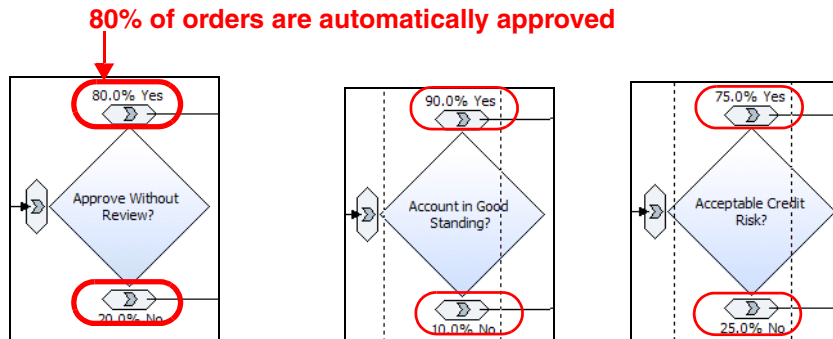 80% of orders are automatically approved
80.0% Yes
Approve Without
Review?
20.0% No
90.0% Yes
Account in Good
Standing?
10.0% No
75.0% Yes
Acceptable Credit
Risk?
25.0% No